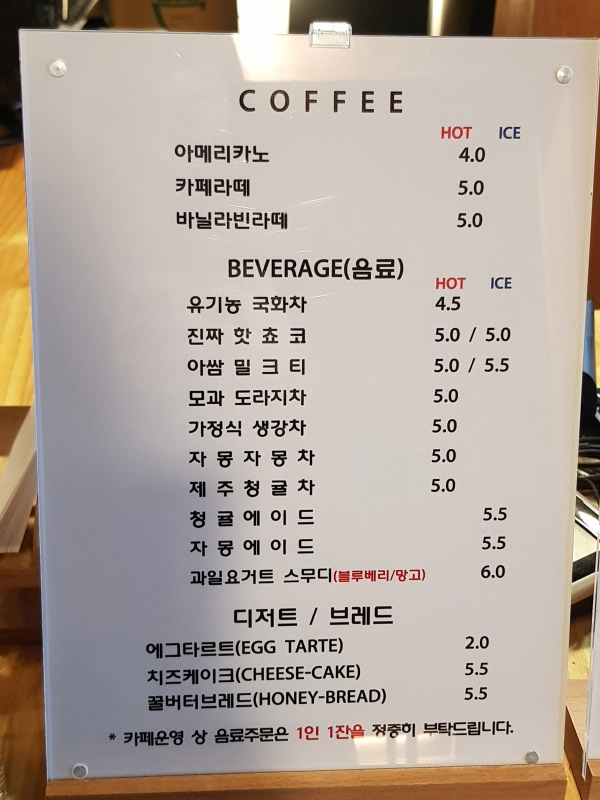 COFFEE
HOT ICE
아메리카노 4.0
카페라떼 5.0
바닐라빈라떼 5.0
BEVERAGE(음료)
HOT ICE
유기농 국화차 4.5
진짜 핫 쵸코 5.0 / 5.0
아쌈 밀크티 5.0 / 5.5
모과 도라지차 5.0
가정식 생강차 5.0
자몽자몽차 5.0
제주청귤차 5.0
청귤에이드 5.5
자몽에이드 5.5
과일요거트 스무디(블루베리/망고) 6.0
디저트 / 브레드
에그타르트(EGG TARTE) 2.0
치즈케이크(CHEESE-CAKE) 5.5
꿀버터브레드(HONEY-BREAD) 5.5
* 카페운영 상 음료주문은 1인 1잔을 정중히 부탁드립니다.